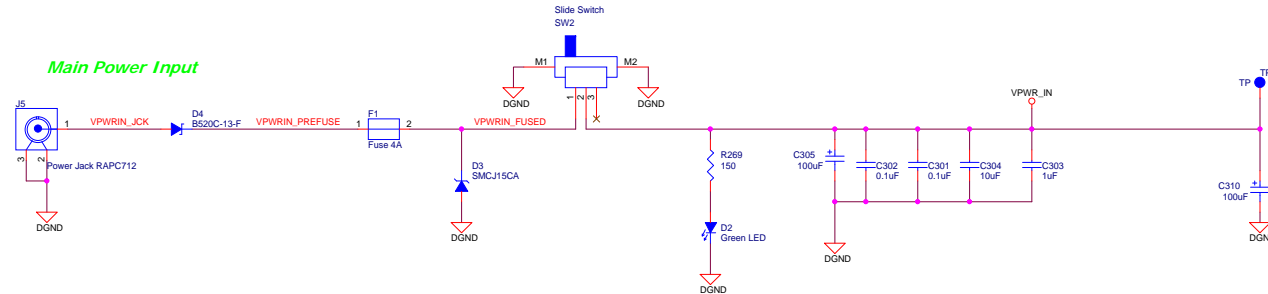 Slide Switch
SW2
Main Power Input
M1
M2
J5
DGND
DGND
D4
B520C-13-F
F1
1
2
3
VPWR_IN
TP
TP
1
VPWRIN_JCK
VPWRIN_PREFUSE
1
2
VPWRIN_FUSED
Fuse 4A
3
2
Power Jack RAPC712
D3
SMCJ15CA
R269
150
C305
100uF
C302
0.1uF
C301
0.1uF
C304
10uF
C303
1uF
C310
100uF
DGND
DGND
D2
Green LED
DGND
DGND
DGND